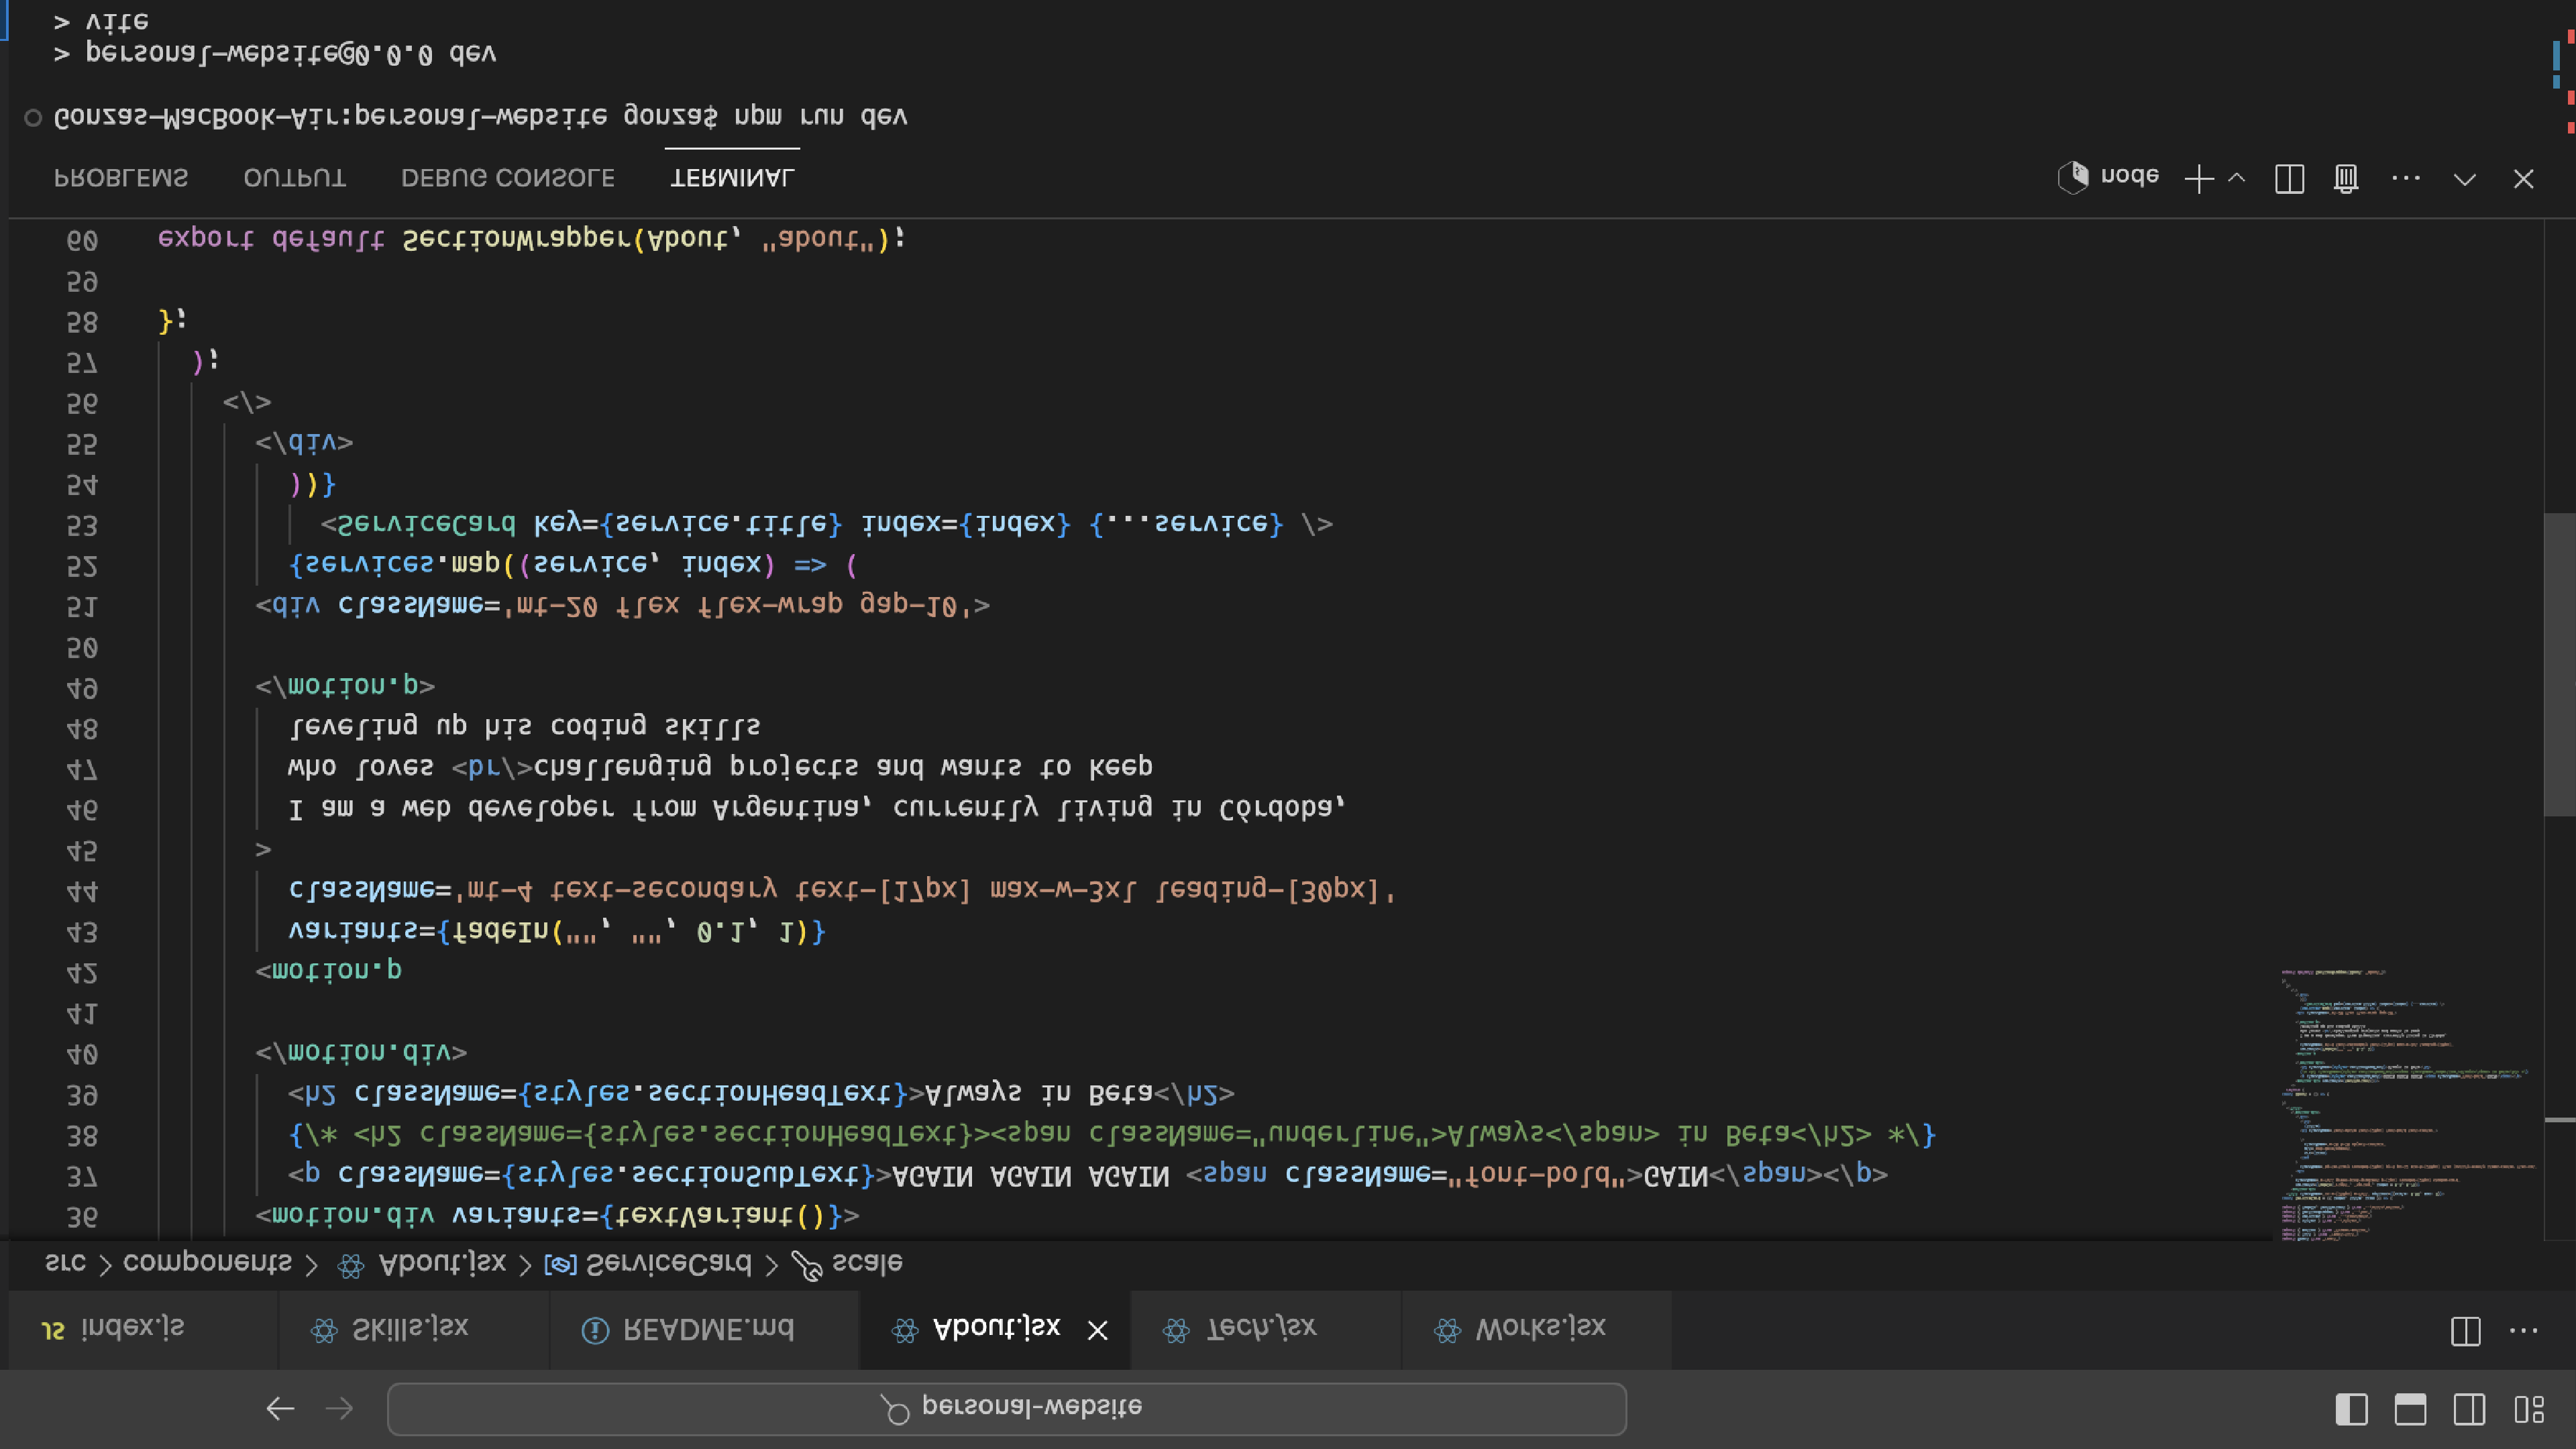 personal-website
index.js Skills.jsx README.md About.jsx Tech.jsx Works.jsx
src > components > About.jsx > ServiceCard > scale
36 <motion.div variants={textVariant()}>
37 <p className={styles.sectionSubText}>AGAIN AGAIN AGAIN <span className="font-bold">GAIN</span></p>
38 {/* <h2 className={styles.sectionHeadText}><span className="underline">Always</span> in Beta</h2> */}
39 <h2 className={styles.sectionHeadText}>Always in Beta</h2>
40 </motion.div>
41
42 <motion.p
43 variants={fadeIn("", "", 0.1, 1)}
44 className='mt-4 text-secondary text-[17px] max-w-3xl leading-[30px]'
45 >
46 I am a web developer from Argentina, currently living in Córdoba,
47 who loves <br/>challenging projects and wants to keep
48 leveling up his coding skills
49 </motion.p>
50
51 <div className='mt-20 flex flex-wrap gap-10'>
52 {services.map((service, index) => (
53 <ServiceCard key={service.title} index={index} {...service} />
54 ))}
55 </div>
56 </>
57 );
58 };
59
60 export default SectionWrapper(About, "about");
PROBLEMS OUTPUT DEBUG CONSOLE TERMINAL node
Gonzas-MacBook-Air:personal-website gonza$ npm run dev
> personal-website@0.0.0 dev
> vite